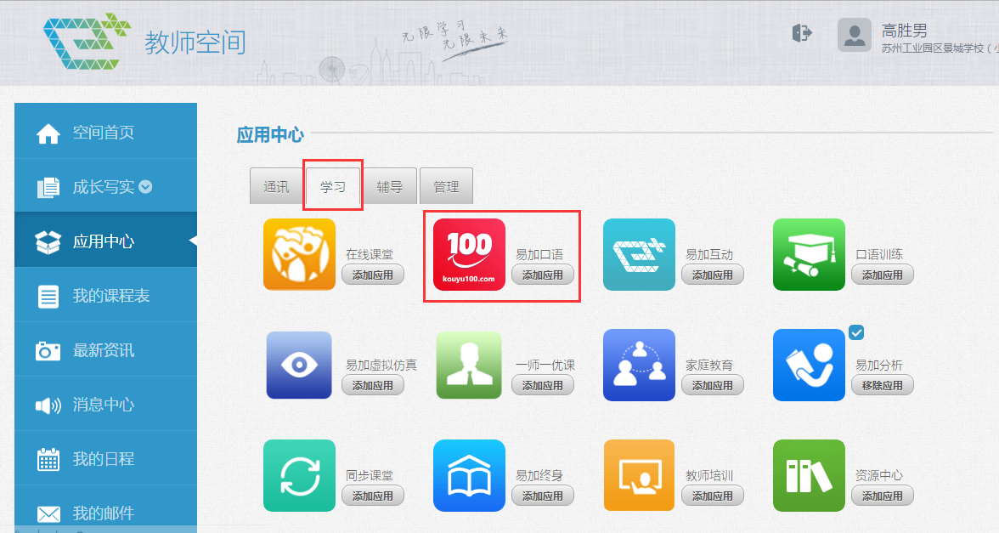 教师空间
无限学习
无限未来
高胜男
苏州工业园区景城学校（小
空间首页
成长写实
应用中心
我的课程表
最新资讯
消息中心
我的日程
我的邮件
应用中心
通讯 学习 辅导 管理
在线课堂
添加应用
100
kouyu100.com
易加口语
添加应用
易加互动
添加应用
口语训练
添加应用
易加虚拟仿真
添加应用
一师一优课
添加应用
家庭教育
添加应用
易加分析
移除应用
同步课堂
添加应用
易加终身
添加应用
教师培训
添加应用
资源中心
添加应用